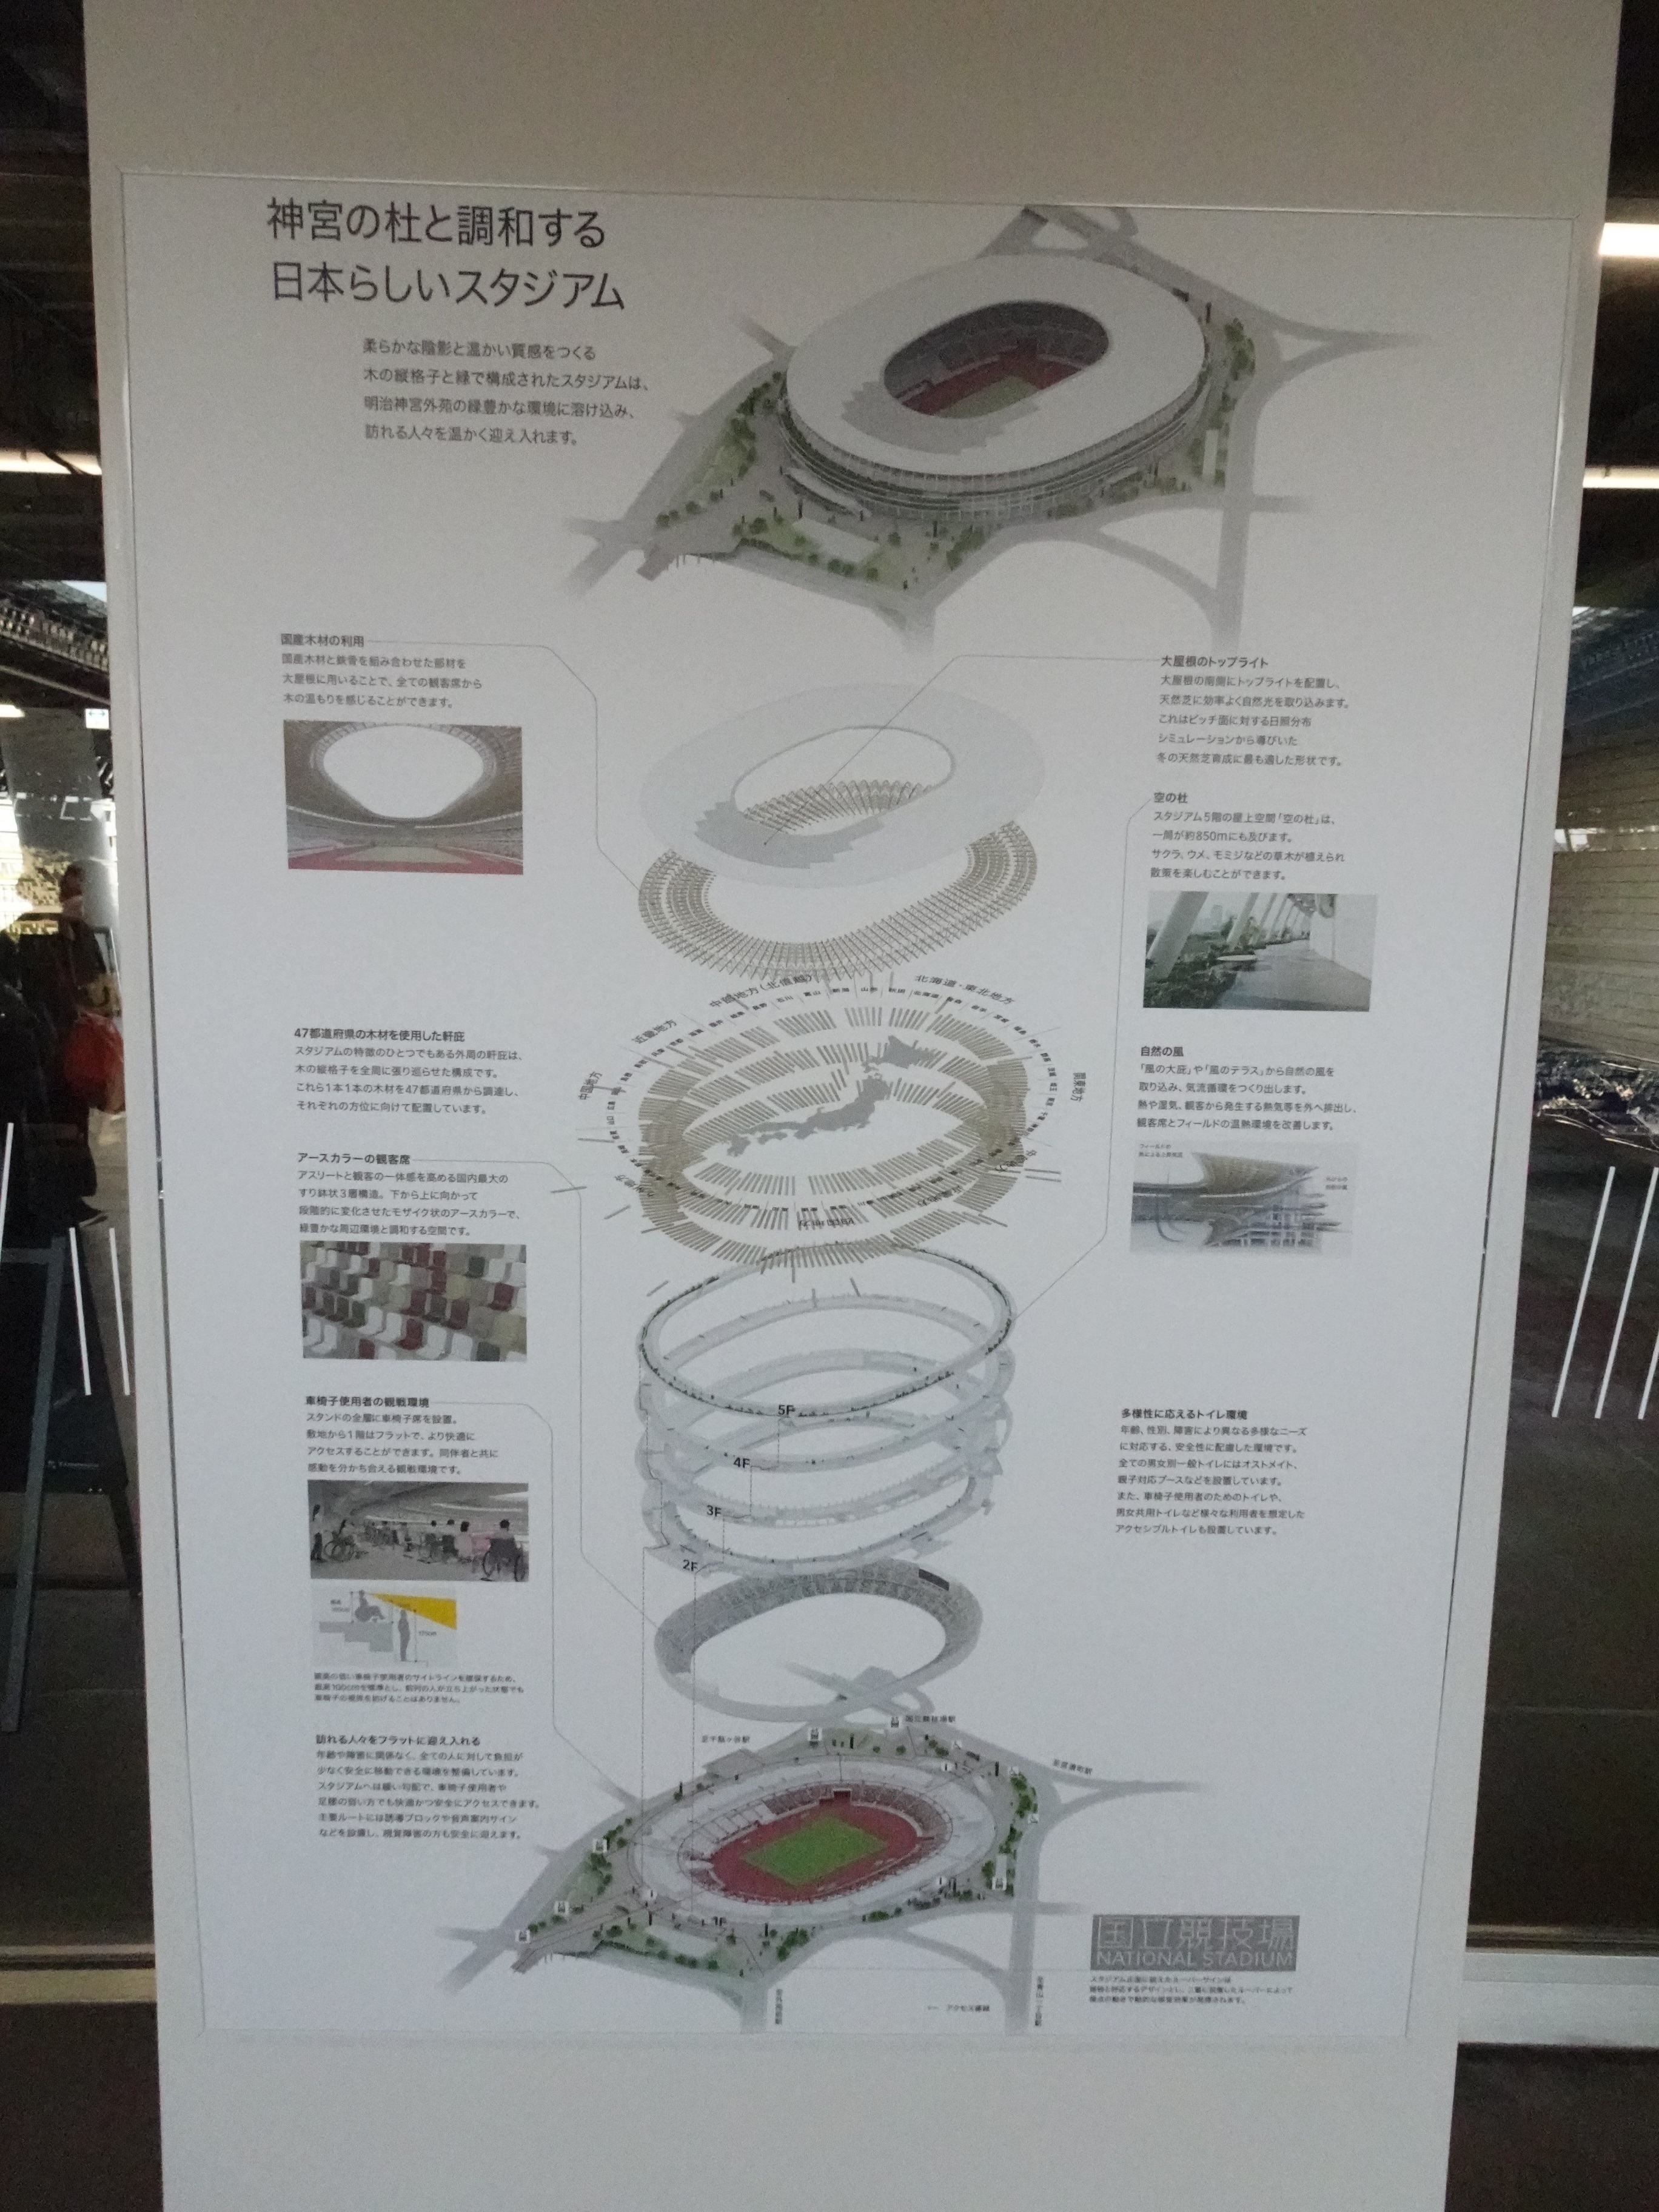 神宮の杜と調和する
日本らしいスタジアム
柔らかな陰影と温かい質感をつくる
木の縦格子と緑で構成されたスタジアムは、
明治神宮外苑の緑豊かな環境に溶け込み、
訪れる人々を温かく迎え入れます。
国産木材の利用
国産木材と鉄骨を組み合わせた部材を
大屋根に用いることで、全ての観客席から
木の温もりを感じることができます。
大屋根のトップライト
大屋根の南側にトップライトを配置し、
天然芝に効率よく自然光を取り込みます。
これはピッチ面に対する日照分布
シミュレーションから導びいた
冬の天然芝育成に最も適した形状です。
空の杜
スタジアム5階の屋上空間「空の杜」は、
一周が約850mにも及びます。
サクラ、ウメ、モミジなどの草木が植えられ
散策を楽しむことができます。
47都道府県の木材を使用した軒庇
スタジアムの特徴のひとつでもある外周の軒庇は、
木の縦格子を全周に張り巡らせた構成です。
これら1本1本の木材を47都道府県から調達し、
それぞれの方位に向けて配置しています。
中部地方(北信越)
北海道・東北地方
近畿地方
中国地方
関東地方
自然の風
「風の大庇」や「風のテラス」から自然の風を
取り込み、気流循環をつくり出します。
熱や湿気、観客から発生する熱気等を外へ排出し、
観客席とフィールドの温熱環境を改善します。
アースカラーの観客席
アスリートと観客の一体感を高める国内最大の
すり鉢状3層構造。下から上に向かって
段階的に変化させたモザイク状のアースカラーで、
緑豊かな周辺環境と調和する空間です。
車椅子使用者の観戦環境
スタンドの全層に車椅子席を設置。
敷地から1階はフラットで、より快適に
アクセスすることができます。同伴者と共に
感動を分かち合える観戦環境です。
5F
4F
3F
2F
1F
多様性に応えるトイレ環境
年齢、性別、障害により異なる多様なニーズ
に対応する、安全性に配慮した環境です。
全ての男女別一般トイレにはオストメイト、
親子対応ブースなどを設置しています。
また、車椅子使用者のためのトイレや、
男女共用トイレなど様々な利用者を想定した
アクセシブルトイレも設置しています。
訪れる人々をフラットに迎え入れる
年齢や障害に関係なく、全ての人に対して負担が
少なく安全に移動できる環境を整備しています。
スタジアムへは緩い勾配で、車椅子使用者や
足腰の弱い方でも快適かつ安全にアクセスできます。
主要ルートには誘導ブロックや音声案内サイン
などを設置し、視覚障害の方も安全に迎えます。
国立競技場
NATIONAL STADIUM
アクセス動線